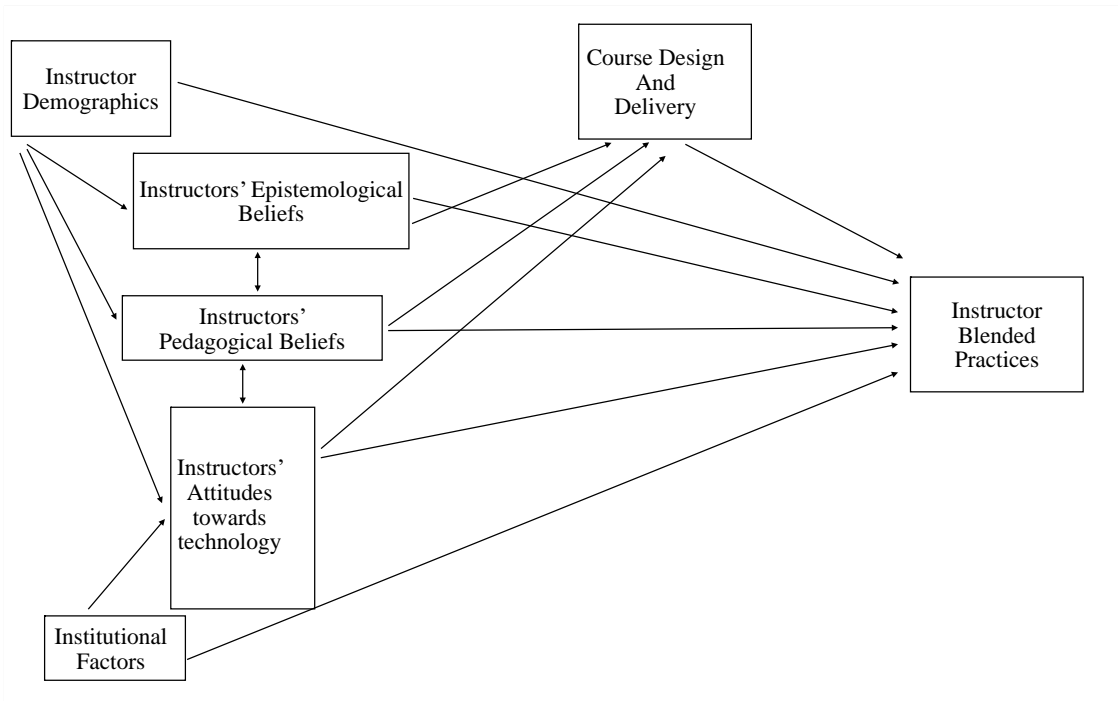 Instructor
Demographics
Course Design
And
Delivery
Instructors’ Epistemological
Beliefs
Instructors’
Pedagogical Beliefs
Instructor
Blended
Practices
Instructors’
Attitudes
towards
technology
Institutional
Factors